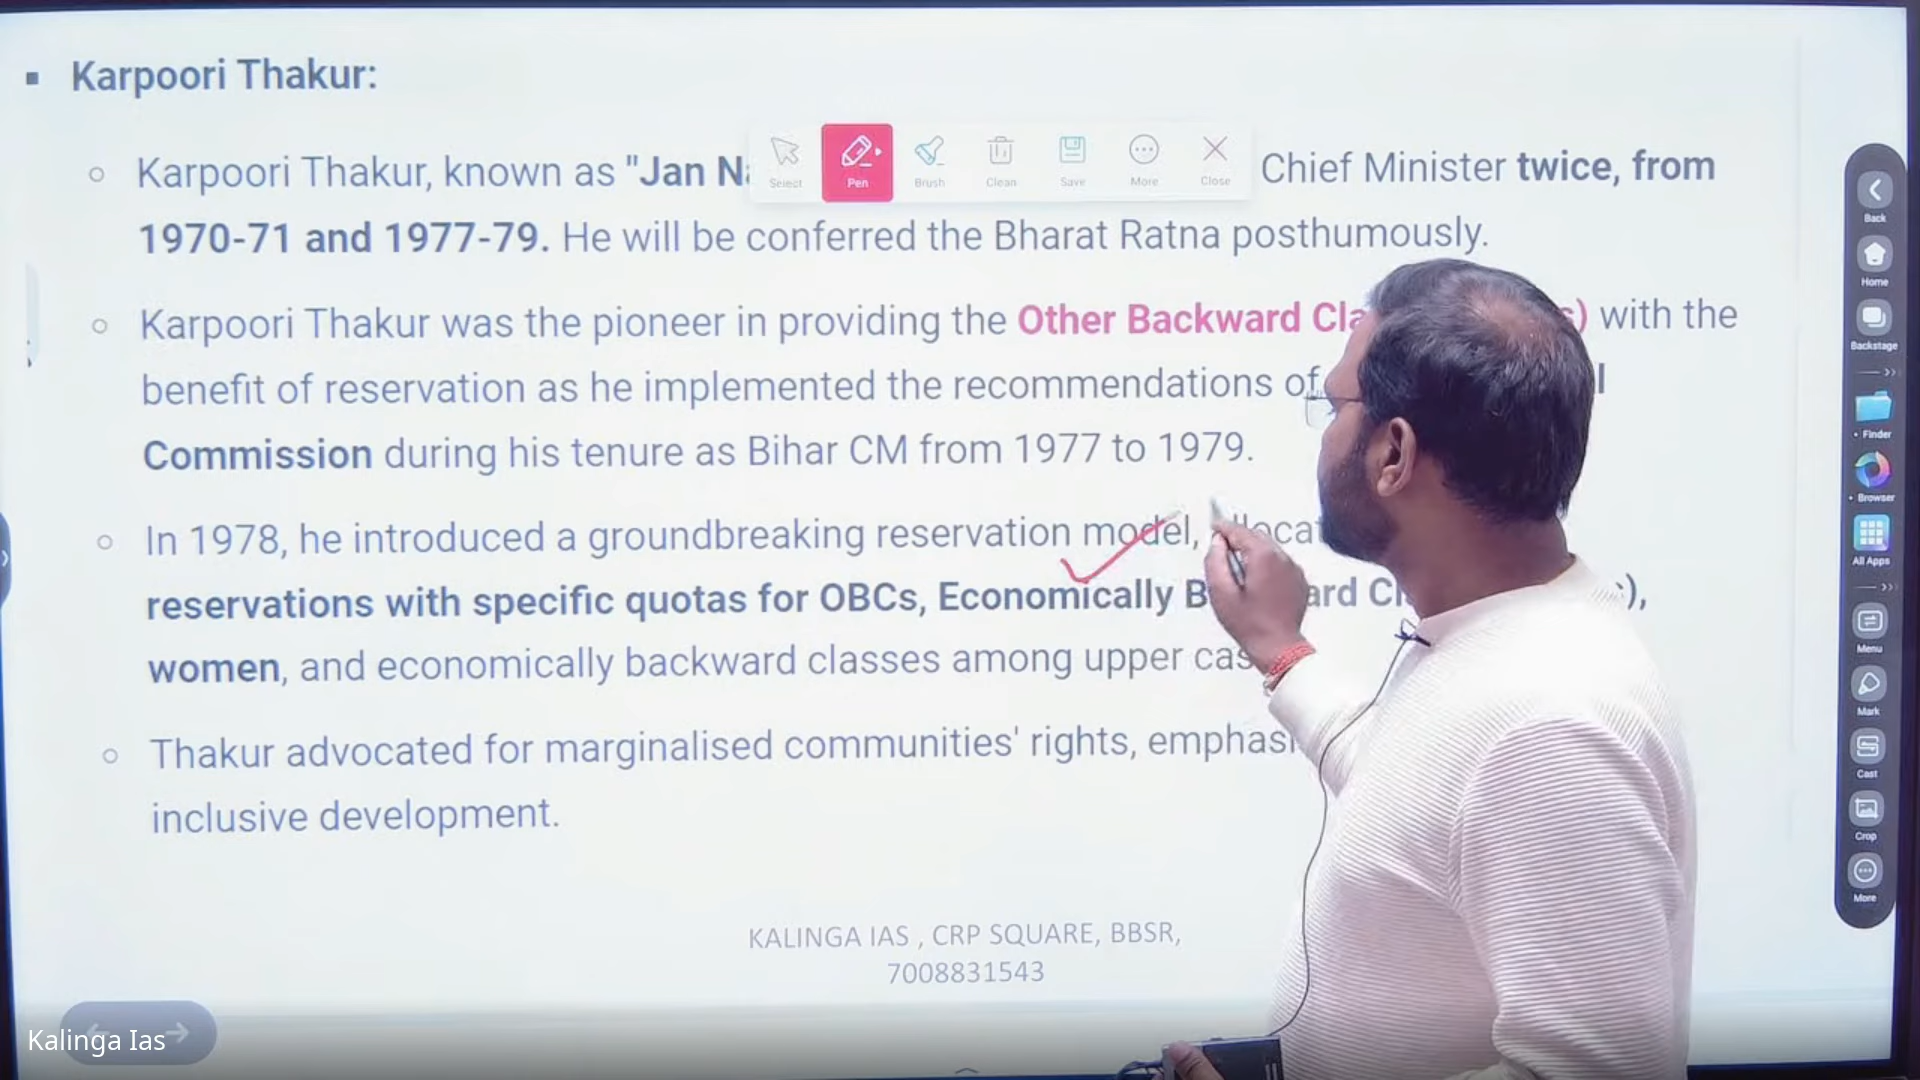 Karpoori Thakur:
Karpoori Thakur, known as "Jan Na Chief Minister twice, from
1970-71 and 1977-79. He will be conferred the Bharat Ratna posthumously.
Karpoori Thakur was the pioneer in providing the Other Backward Cla s) with the
benefit of reservation as he implemented the recommendations of l
Commission during his tenure as Bihar CM from 1977 to 1979.
In 1978, he introduced a groundbreaking reservation model,
reservations with specific quotas for OBCs, Economically B ard Cl ),
women, and economically backward classes among upper cas
Thakur advocated for marginalised communities' rights, emphasi
inclusive development.
KALINGA IAS , CRP SQUARE, BBSR,
7008831543
Select
Pen
Brush
Clean
Save
More
Close
Back
Home
Backstage
Finder
Browser
All Apps
Menu
Mark
Cast
Crop
More
Kalinga Ias